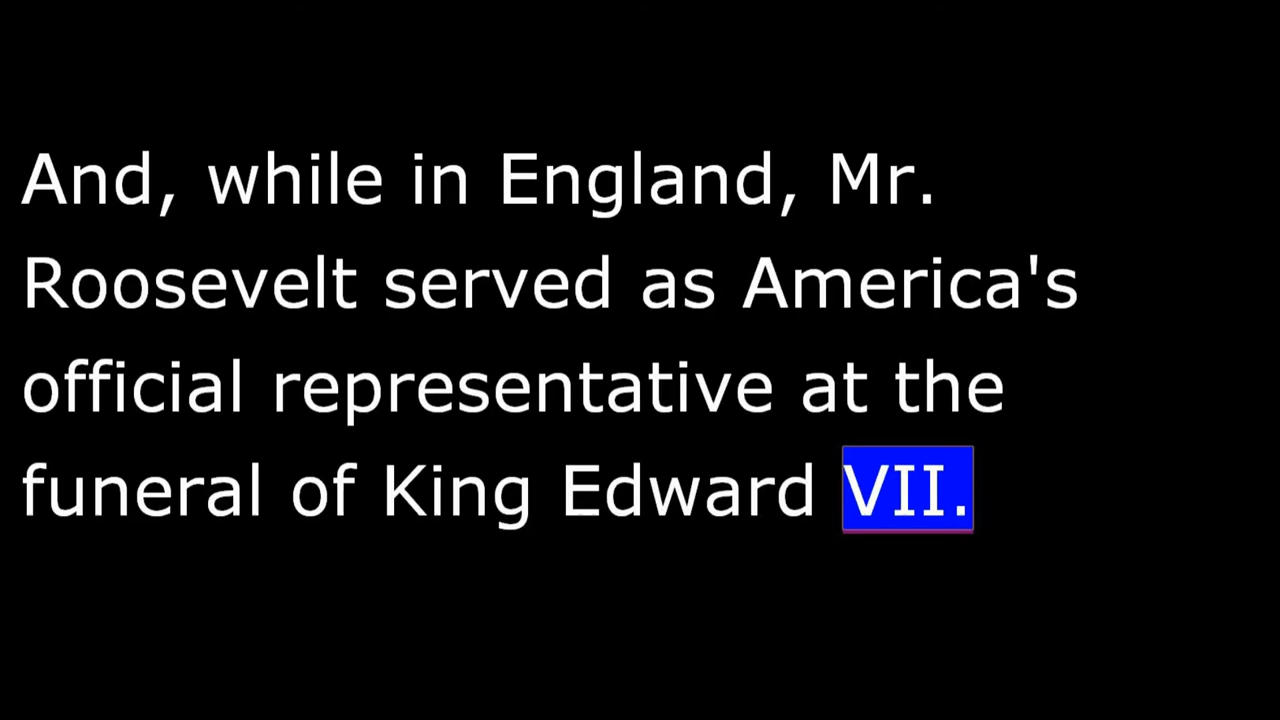 And, while in England, Mr.
Roosevelt served as America's
official representative at the
funeral of King Edward VII.